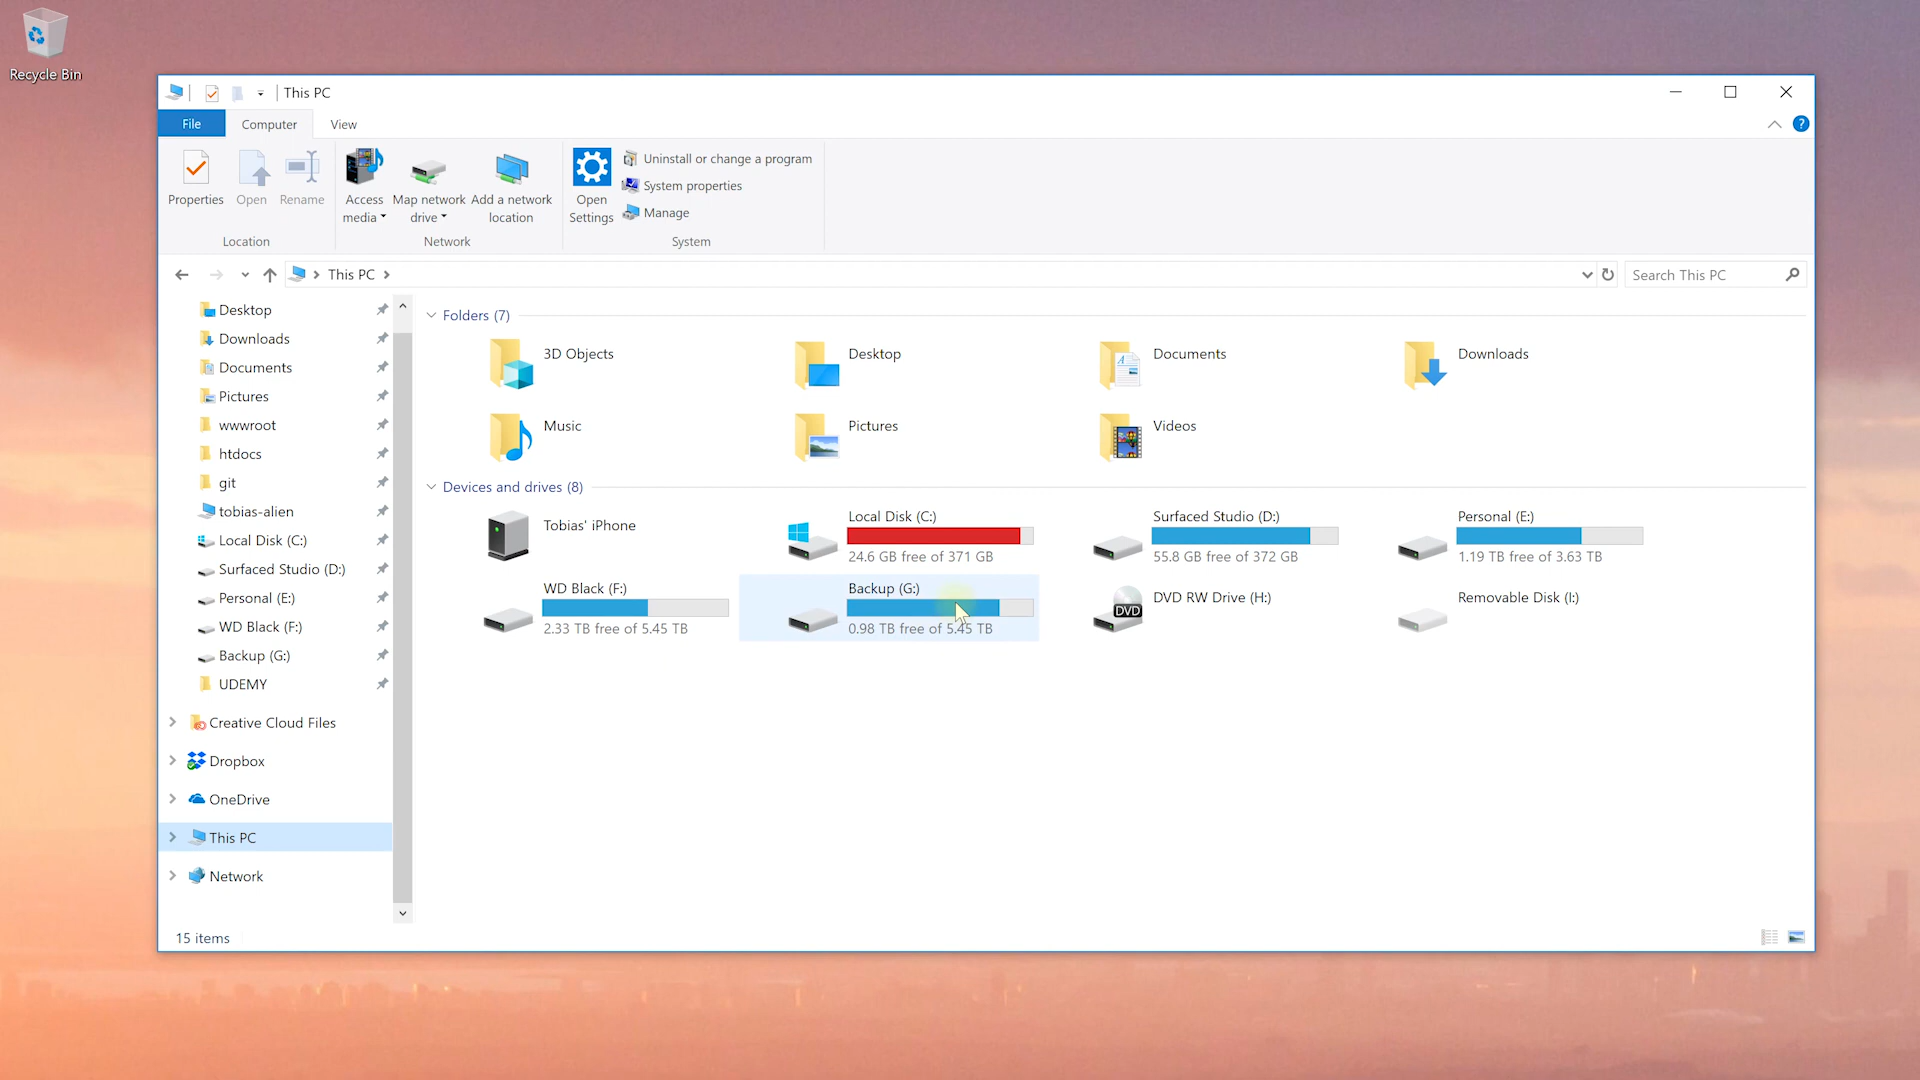 Recycle Bin
This PC
File
Computer
View
?
Properties
Open
Rename
Access media
Map network drive
Add a network location
Open Settings
Uninstall or change a program
System properties
Manage
Location
Network
System
This PC
Search This PC
Desktop
Downloads
Documents
Pictures
wwwroot
htdocs
git
tobias-alien
Local Disk (C:)
Surfaced Studio (D:)
Personal (E:)
WD Black (F:)
Backup (G:)
UDEMY
Creative Cloud Files
Dropbox
OneDrive
This PC
Network
Folders (7)
3D Objects
Desktop
Documents
Downloads
Music
Pictures
Videos
Devices and drives (8)
Tobias' iPhone
Local Disk (C:)
24.6 GB free of 371 GB
Surfaced Studio (D:)
55.8 GB free of 372 GB
Personal (E:)
1.19 TB free of 3.63 TB
WD Black (F:)
2.33 TB free of 5.45 TB
Backup (G:)
0.98 TB free of 5.45 TB
DVD
DVD RW Drive (H:)
Removable Disk (I:)
15 items